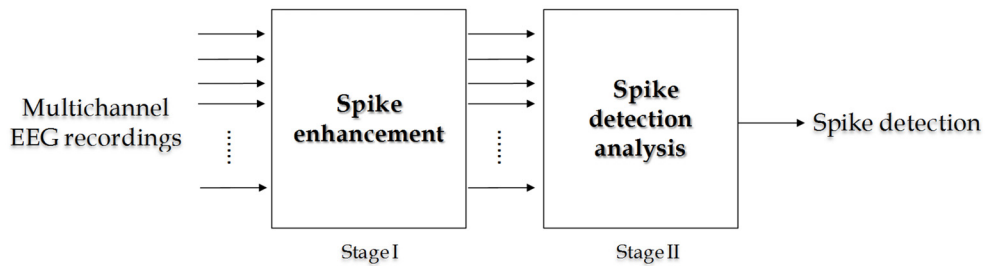 Multichannel
EEG recordings
Spike
enhancement
Stage I
Spike
detection
analysis
Stage II
Spike detection